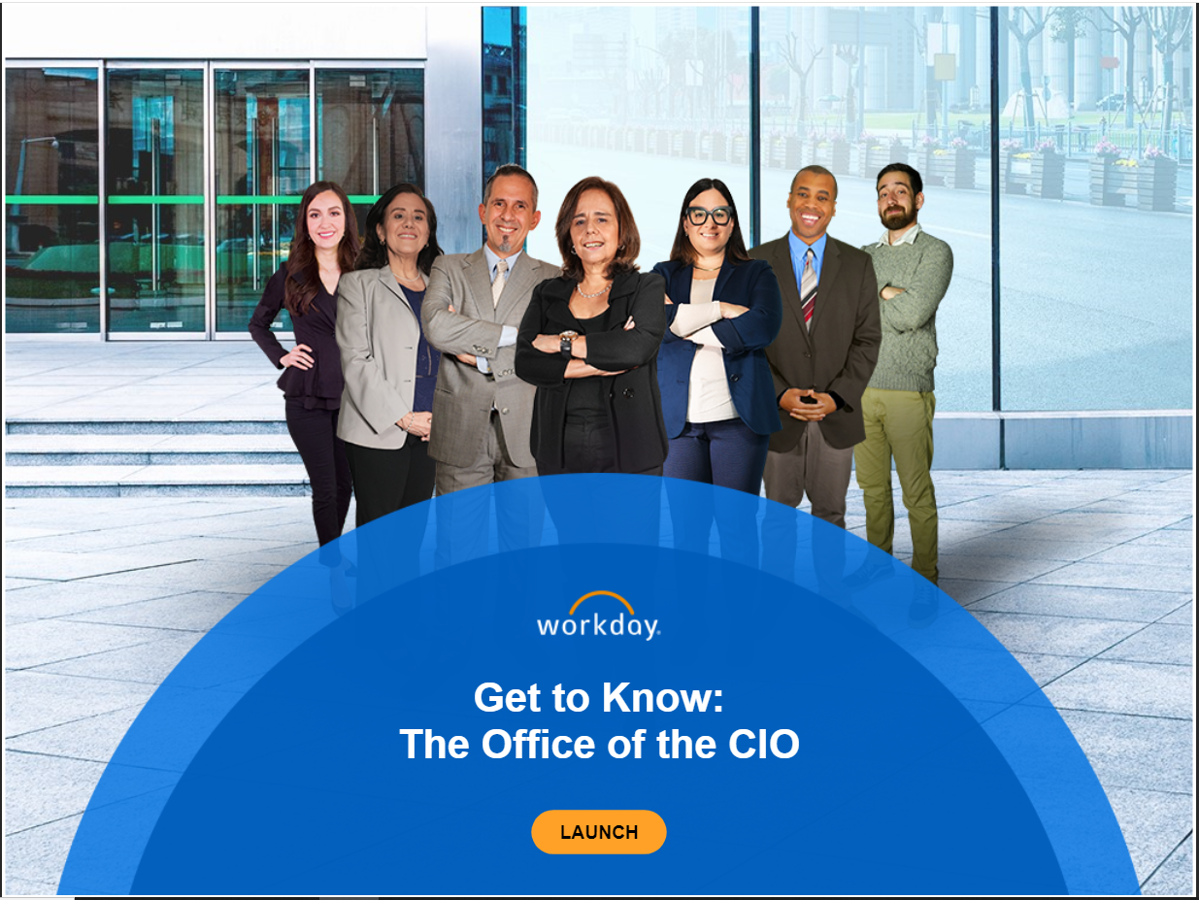 workday.
Get to Know:
The Office of the CIO
LAUNCH